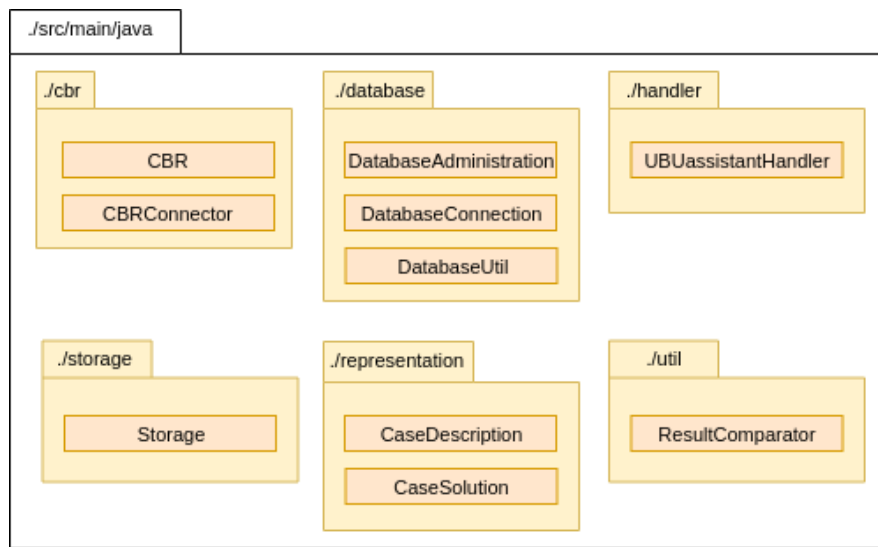 ./src/main/java
./cbr
CBR
CBRConnector
./database
DatabaseAdministration
DatabaseConnection
DatabaseUtil
./handler
UBUassistantHandler
./storage
Storage
./representation
CaseDescription
CaseSolution
./util
ResultComparator